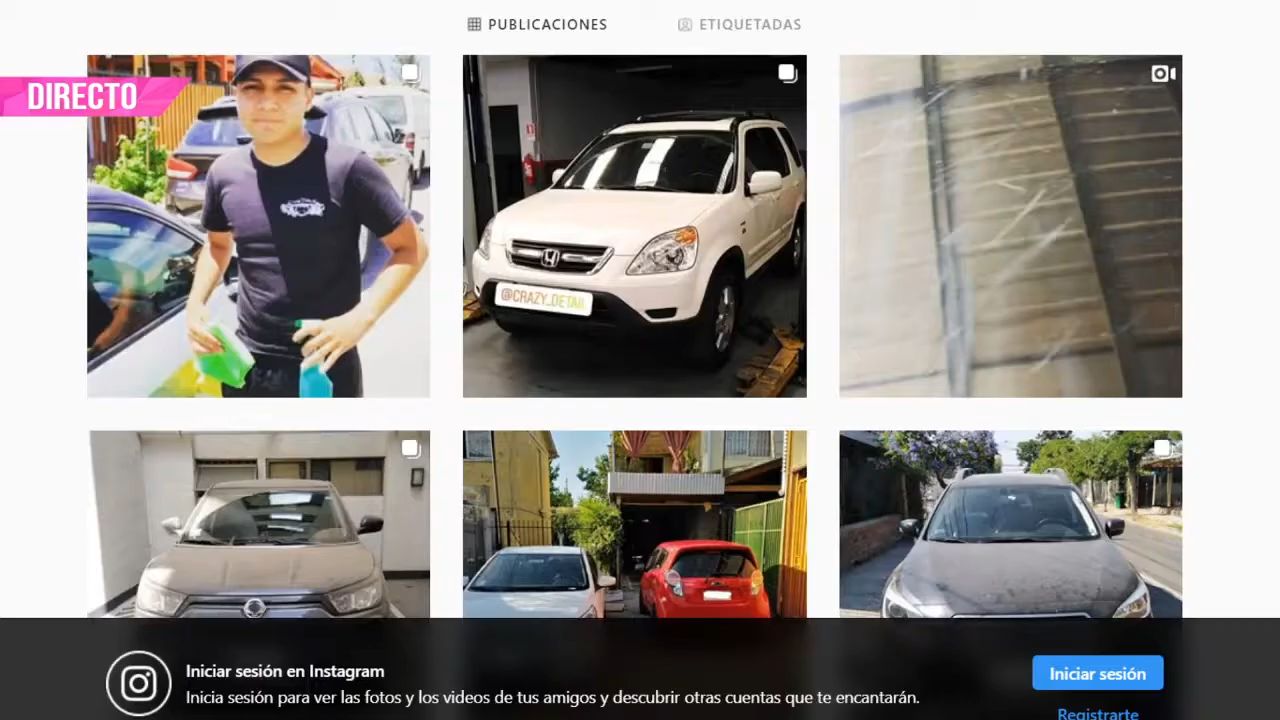 PUBLICACIONES
ETIQUETADAS
DIRECTO
@CRAZY_DETAIL
Iniciar sesión en Instagram
Inicia sesión para ver las fotos y los videos de tus amigos y descubrir otras cuentas que te encantarán.
Iniciar sesión
Registrarte